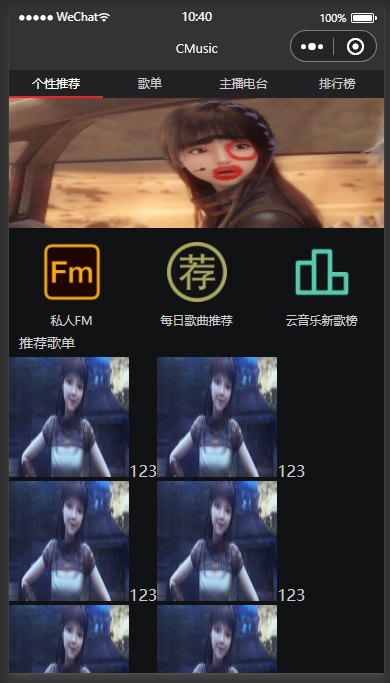 WeChat 10:40 100%
CMusic
个性推荐 歌单 主播电台 排行榜
Fm 荐
私人FM 每日歌曲推荐 云音乐新歌榜
推荐歌单
123 123
123 123